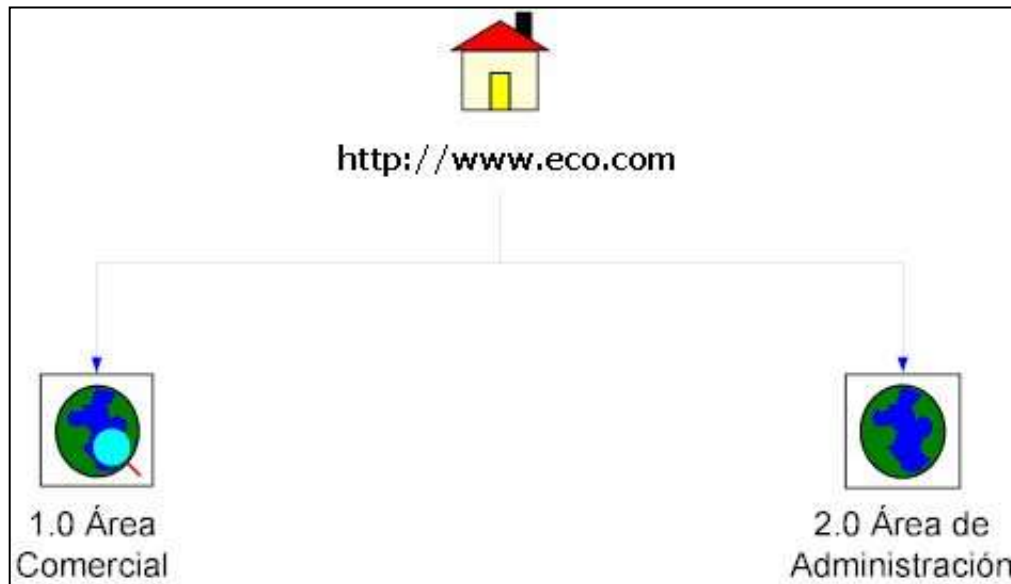 http://www.eco.com
1.0 Área
Comercial
2.0 Área de
Administración